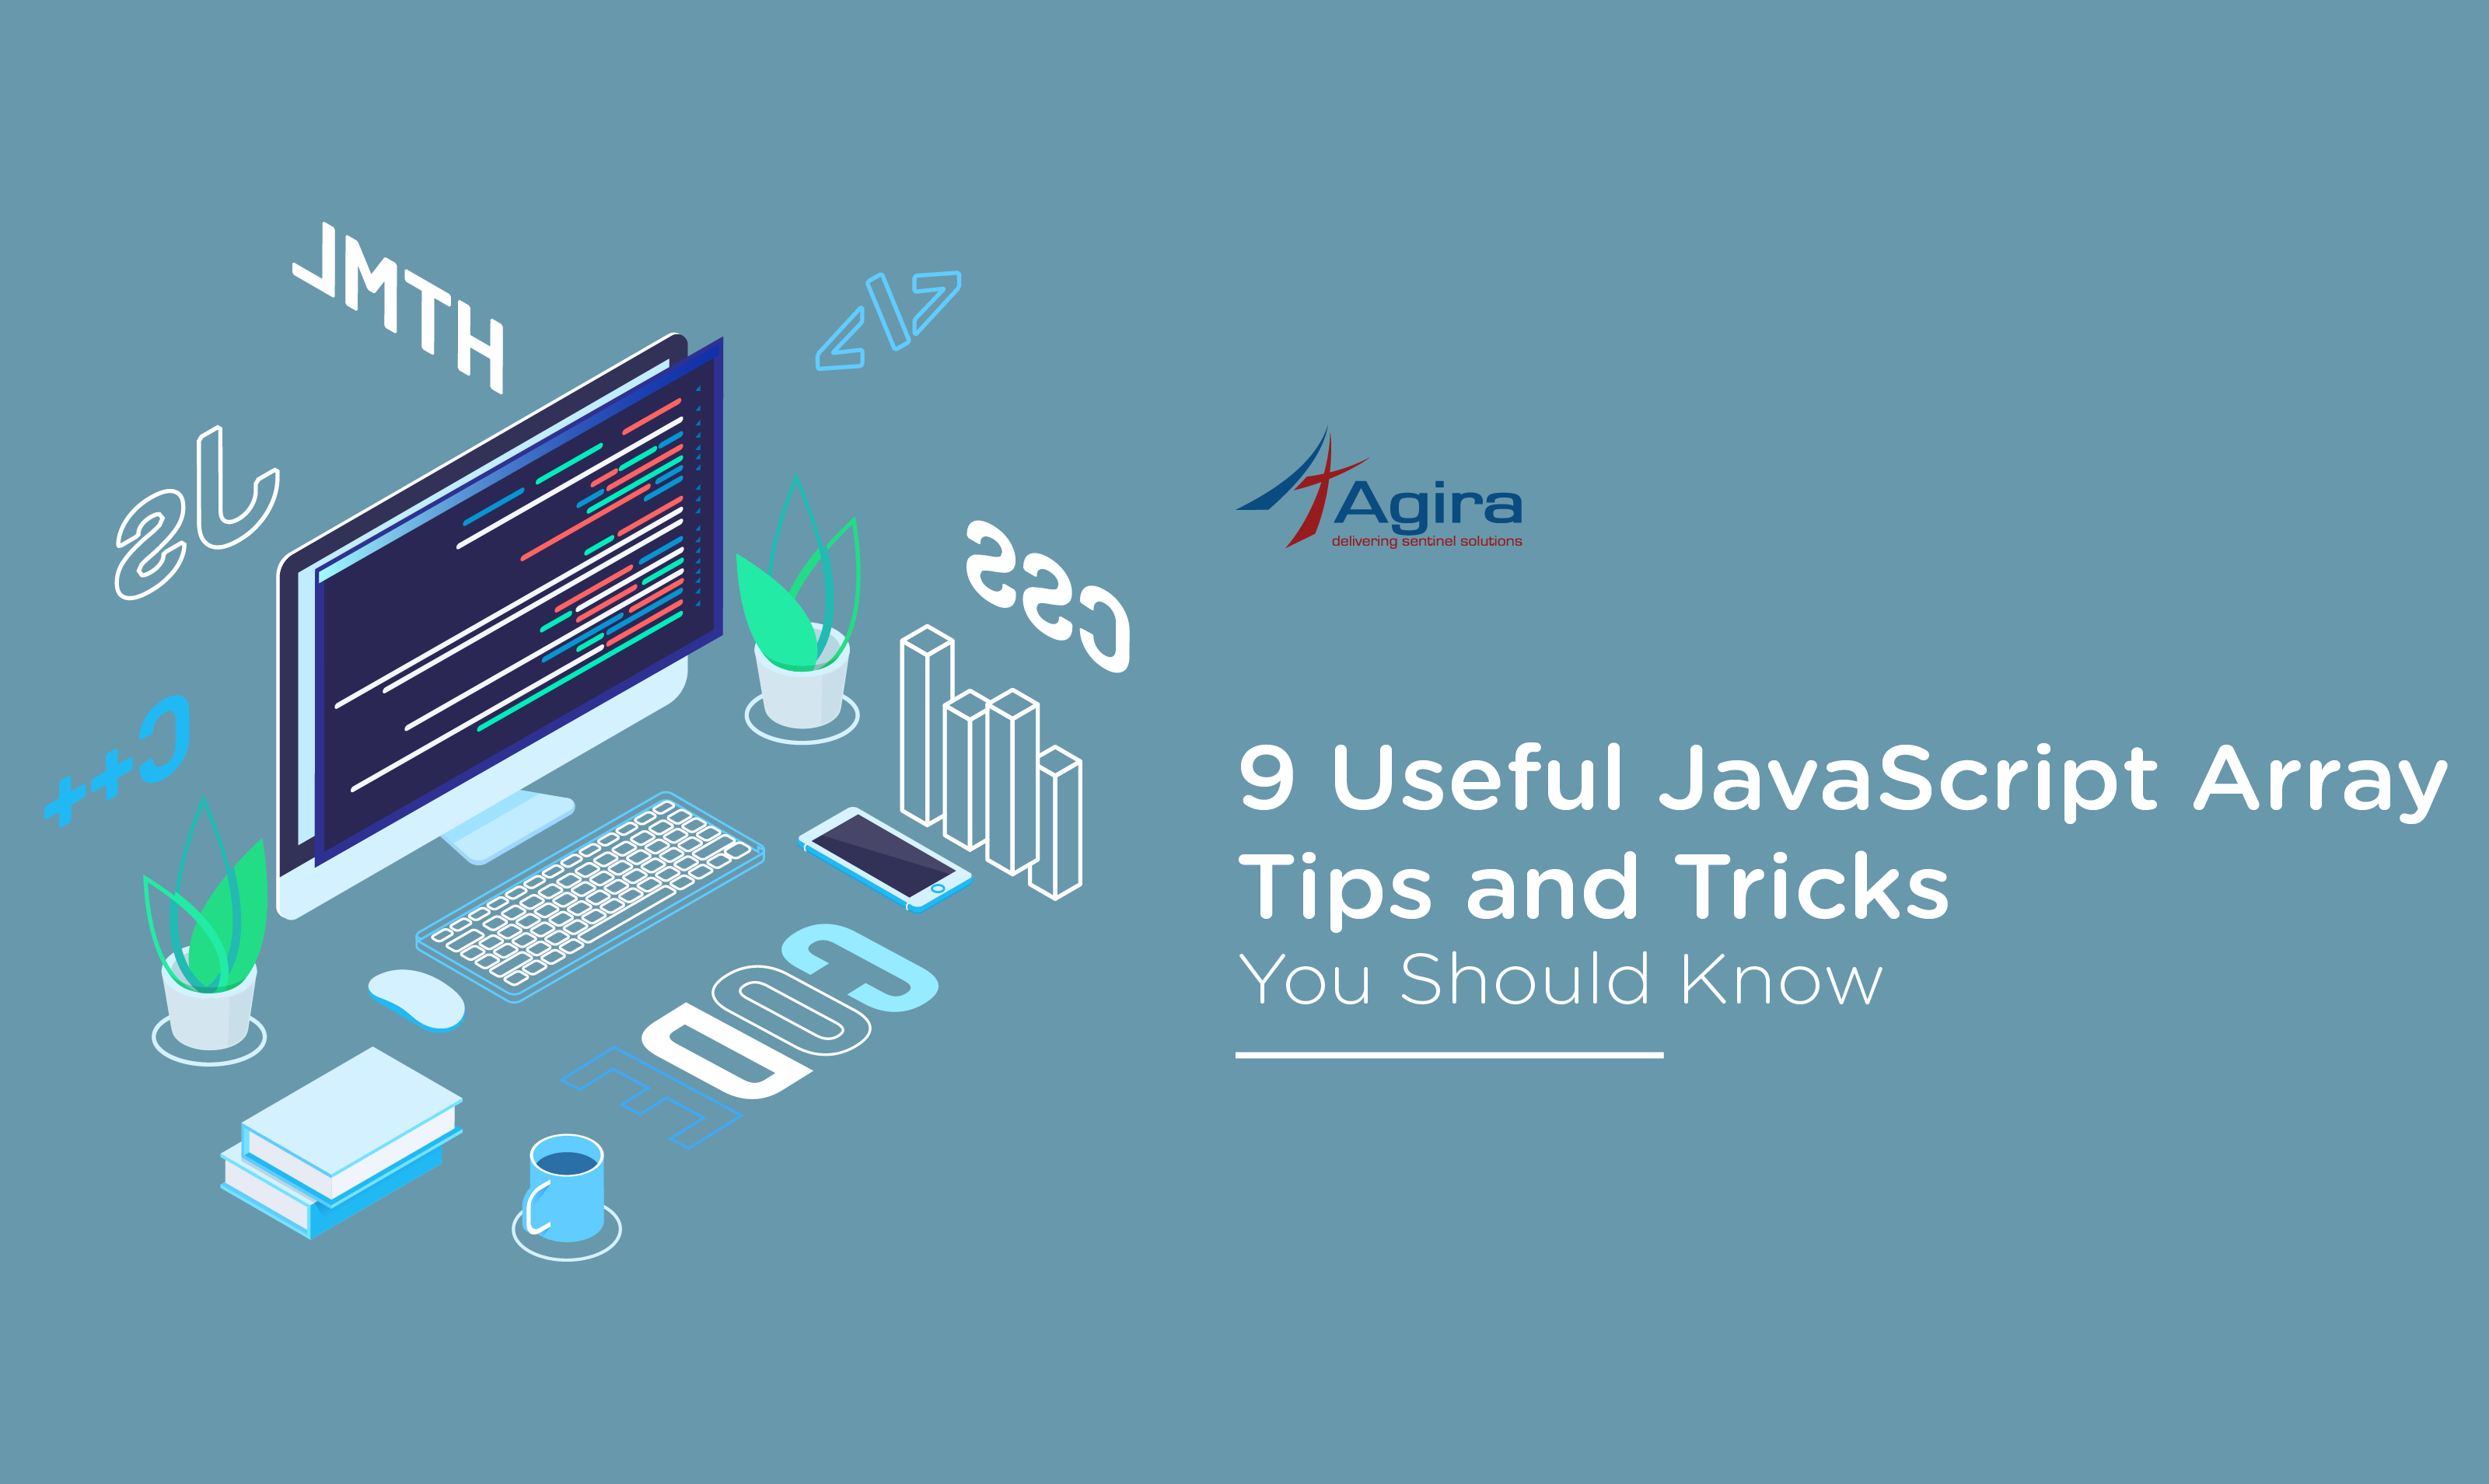 HTML
</>
JS
CSS
C++
CODE
Agira
delivering sentinel solutions
9 Useful JavaScript Array
Tips and Tricks
You Should Know